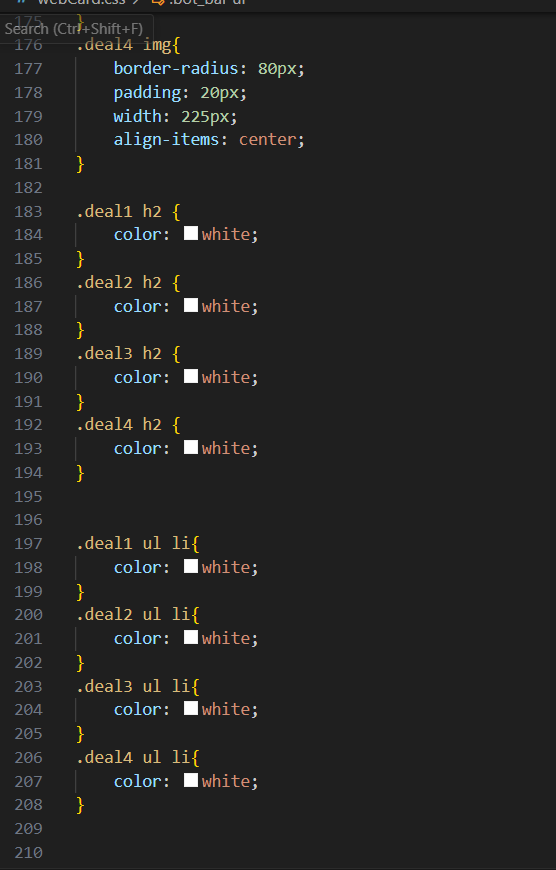 webCard.css > .bot_bar ul
175 }
Search (Ctrl+Shift+F)
176 .deal4 img{
177 border-radius: 80px;
178 padding: 20px;
179 width: 225px;
180 align-items: center;
181 }
182
183 .deal1 h2 {
184 color: white;
185 }
186 .deal2 h2 {
187 color: white;
188 }
189 .deal3 h2 {
190 color: white;
191 }
192 .deal4 h2 {
193 color: white;
194 }
195
196
197 .deal1 ul li{
198 color: white;
199 }
200 .deal2 ul li{
201 color: white;
202 }
203 .deal3 ul li{
204 color: white;
205 }
206 .deal4 ul li{
207 color: white;
208 }
209
210